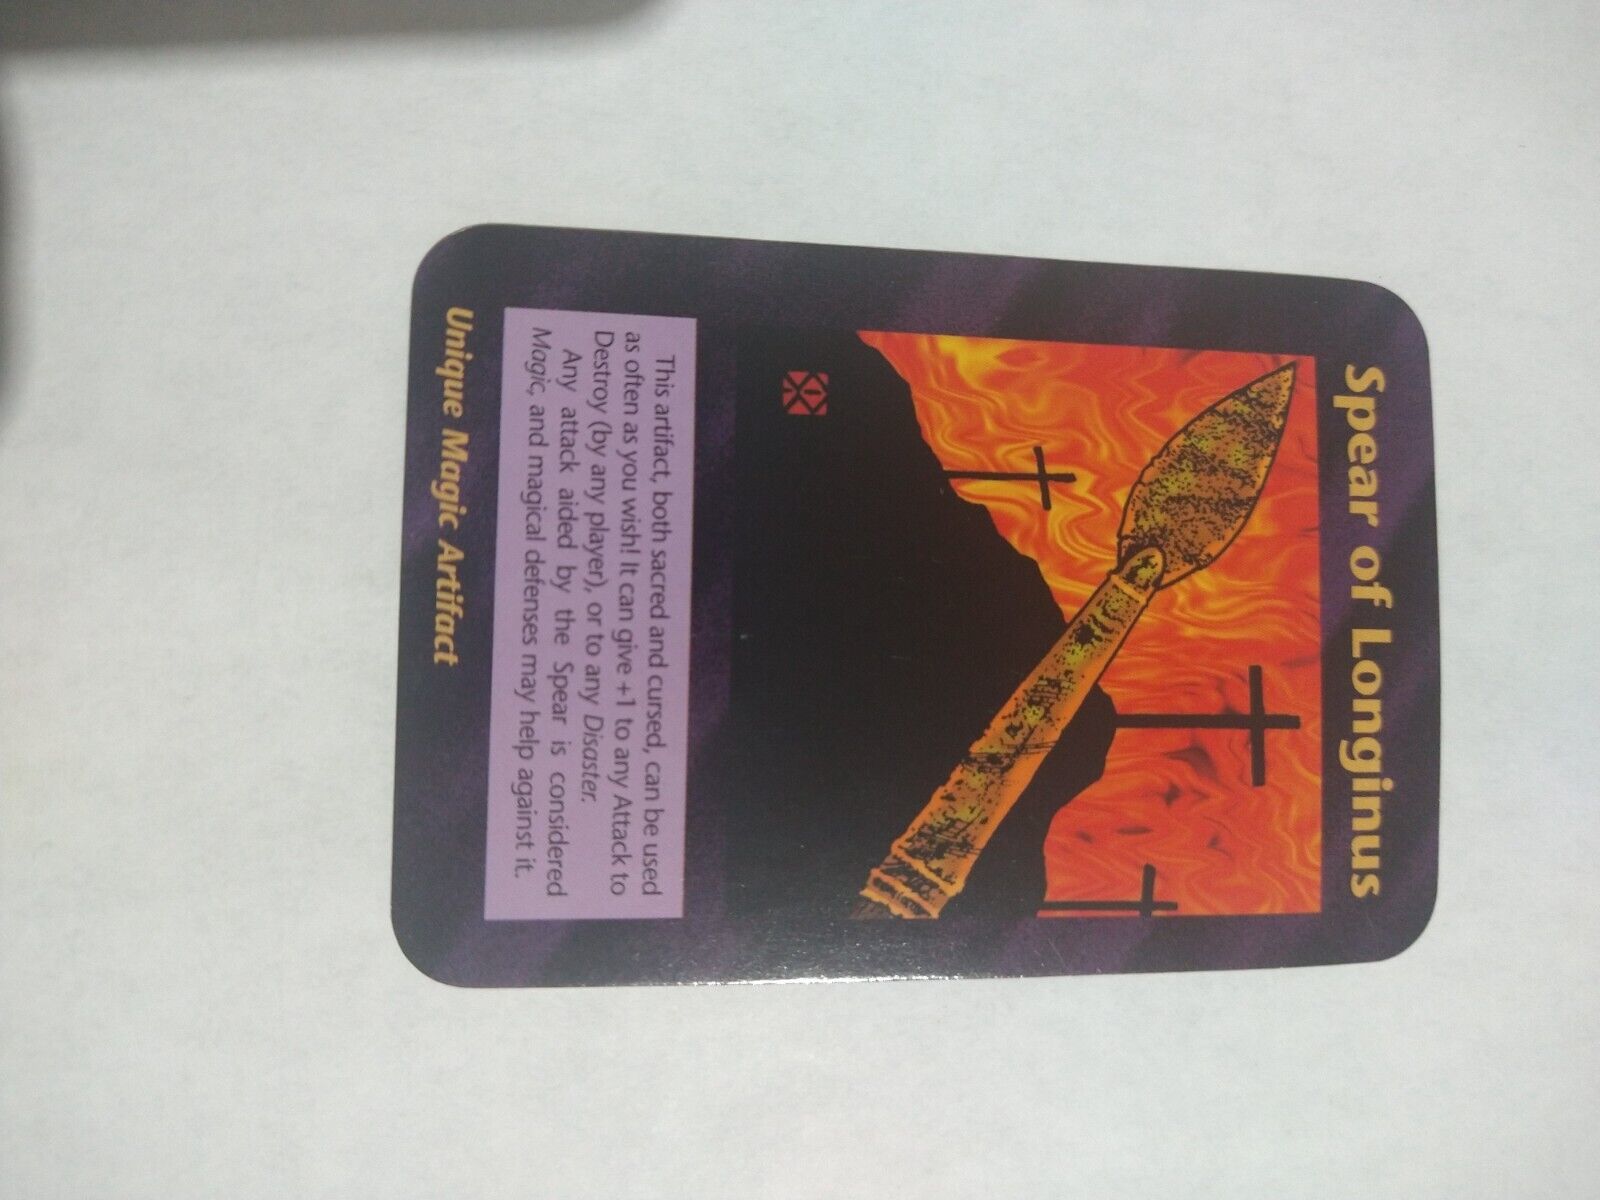 Spear of Longinus
This artifact, both sacred and cursed, can be used
as often as you wish! It can give +1 to any Attack to
Destroy (by any player), or to any Disaster.
Any attack aided by the Spear is considered
Magic, and magical defenses may help against it.
Unique Magic Artifact